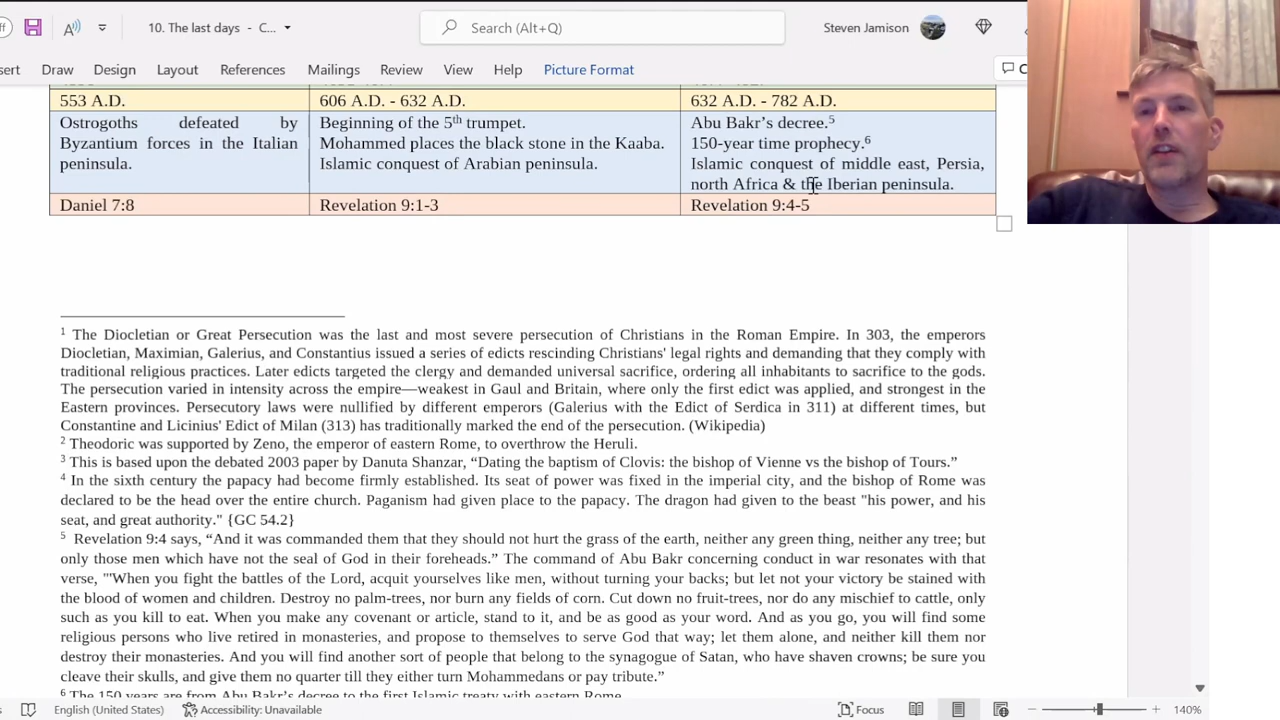 10. The last days - C...
Search (Alt+Q)
Steven Jamison
Draw Design Layout References Mailings Review View Help Picture Format
553 A.D. 606 A.D. - 632 A.D. 632 A.D. - 782 A.D.
Ostrogoths defeated by Beginning of the 5th trumpet. Abu Bakr’s decree.5
Byzantium forces in the Italian Mohammed places the black stone in the Kaaba. 150-year time prophecy.6
peninsula. Islamic conquest of Arabian peninsula. Islamic conquest of middle east, Persia,
north Africa & the Iberian peninsula.
Daniel 7:8 Revelation 9:1-3 Revelation 9:4-5
1 The Diocletian or Great Persecution was the last and most severe persecution of Christians in the Roman Empire. In 303, the emperors
Diocletian, Maximian, Galerius, and Constantius issued a series of edicts rescinding Christians' legal rights and demanding that they comply with
traditional religious practices. Later edicts targeted the clergy and demanded universal sacrifice, ordering all inhabitants to sacrifice to the gods.
The persecution varied in intensity across the empire—weakest in Gaul and Britain, where only the first edict was applied, and strongest in the
Eastern provinces. Persecutory laws were nullified by different emperors (Galerius with the Edict of Serdica in 311) at different times, but
Constantine and Licinius' Edict of Milan (313) has traditionally marked the end of the persecution. (Wikipedia)
2 Theodoric was supported by Zeno, the emperor of eastern Rome, to overthrow the Heruli.
3 This is based upon the debated 2003 paper by Danuta Shanzar, “Dating the baptism of Clovis: the bishop of Vienne vs the bishop of Tours.”
4 In the sixth century the papacy had become firmly established. Its seat of power was fixed in the imperial city, and the bishop of Rome was
declared to be the head over the entire church. Paganism had given place to the papacy. The dragon had given to the beast "his power, and his
seat, and great authority." {GC 54.2}
5 Revelation 9:4 says, “And it was commanded them that they should not hurt the grass of the earth, neither any green thing, neither any tree; but
only those men which have not the seal of God in their foreheads.” The command of Abu Bakr concerning conduct in war resonates with that
verse, "'When you fight the battles of the Lord, acquit yourselves like men, without turning your backs; but let not your victory be stained with
the blood of women and children. Destroy no palm-trees, nor burn any fields of corn. Cut down no fruit-trees, nor do any mischief to cattle, only
such as you kill to eat. When you make any covenant or article, stand to it, and be as good as your word. And as you go, you will find some
religious persons who live retired in monasteries, and propose to themselves to serve God that way; let them alone, and neither kill them nor
destroy their monasteries. And you will find another sort of people that belong to the synagogue of Satan, who have shaven crowns; be sure you
cleave their skulls, and give them no quarter till they either turn Mohammedans or pay tribute.”
6 The 150 years are from Abu Bakr’s decree to the first Islamic treaty with eastern Rome.
English (United States) Accessibility: Unavailable Focus 140%